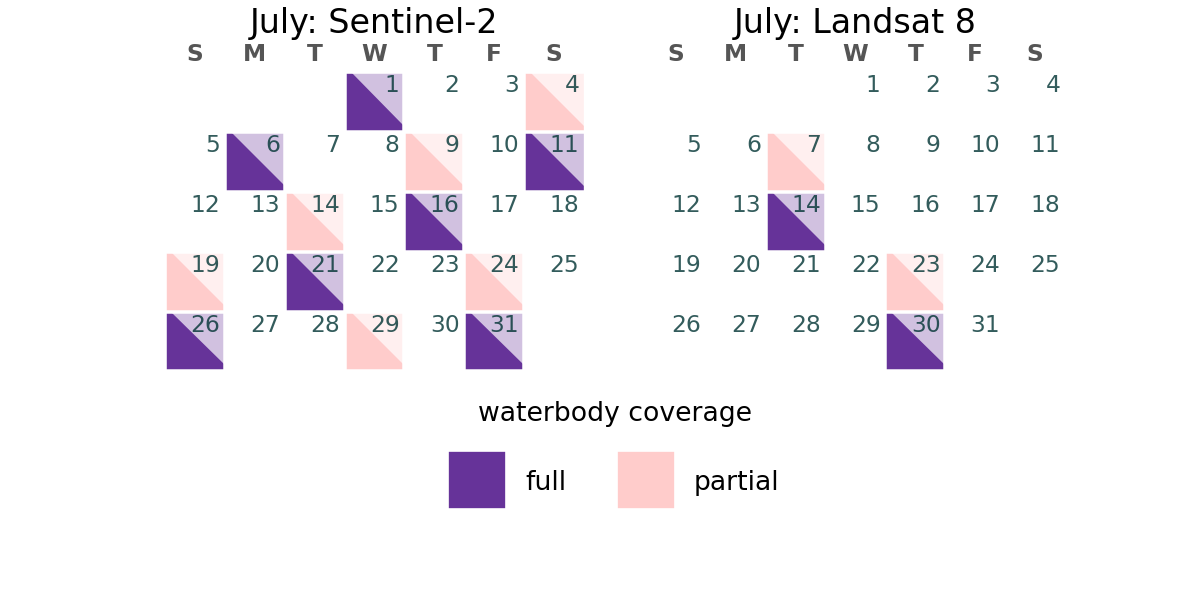 July: Sentinel-2
S M T W T F S
1 2 3 4
5 6 7 8 9 10 11
12 13 14 15 16 17 18
19 20 21 22 23 24 25
26 27 28 29 30 31
July: Landsat 8
S M T W T F S
1 2 3 4
5 6 7 8 9 10 11
12 13 14 15 16 17 18
19 20 21 22 23 24 25
26 27 28 29 30 31
waterbody coverage
full
partial